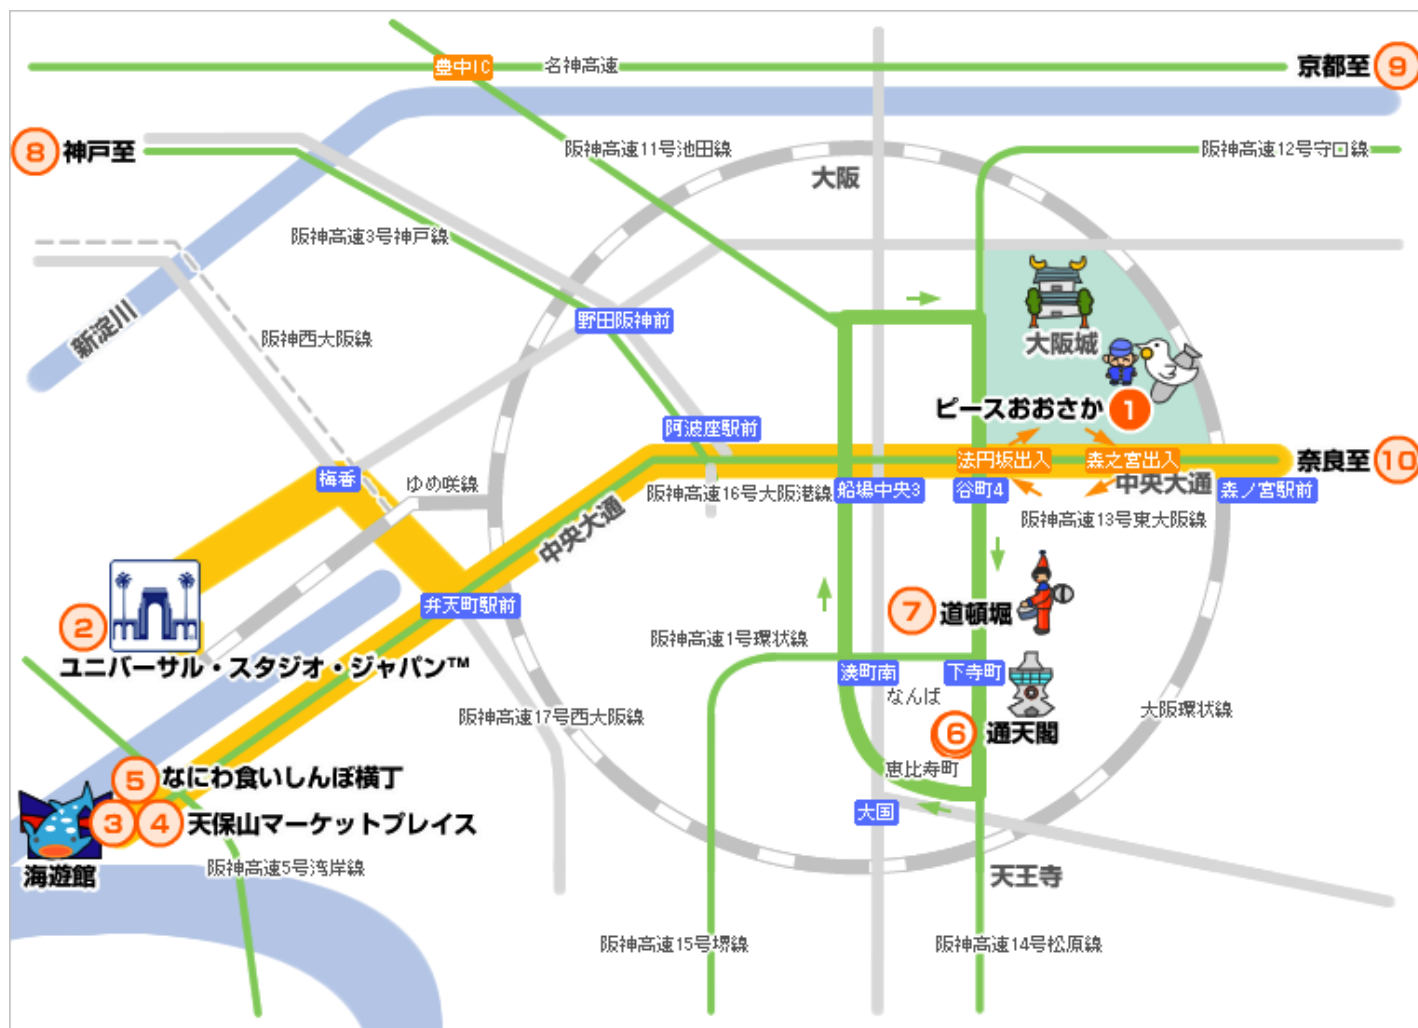 豊中IC
名神高速
京都至 9
8 神戸至
阪神高速11号池田線
阪神高速12号守口線
大阪
阪神高速3号神戸線
新淀川
阪神西大阪線
野田阪神前
大阪城
ピースおおさか 1
阿波座駅前
法円坂出入
森之宮出入
奈良至 10
梅香
ゆめ咲線
阪神高速16号大阪港線
船場中央3
谷町4
中央大通
森ノ宮駅前
中央大通
阪神高速13号東大阪線
弁天町駅前
7 道頓堀
2
ユニバーサル・スタジオ・ジャパン™
阪神高速1号環状線
湊町南
下寺町
なんば
阪神高速17号西大阪線
大阪環状線
6 通天閣
5 なにわ食いしんぼ横丁
恵比寿町
3 4 天保山マーケットプレイス
大国
海遊館
阪神高速5号湾岸線
天王寺
阪神高速15号堺線
阪神高速14号松原線